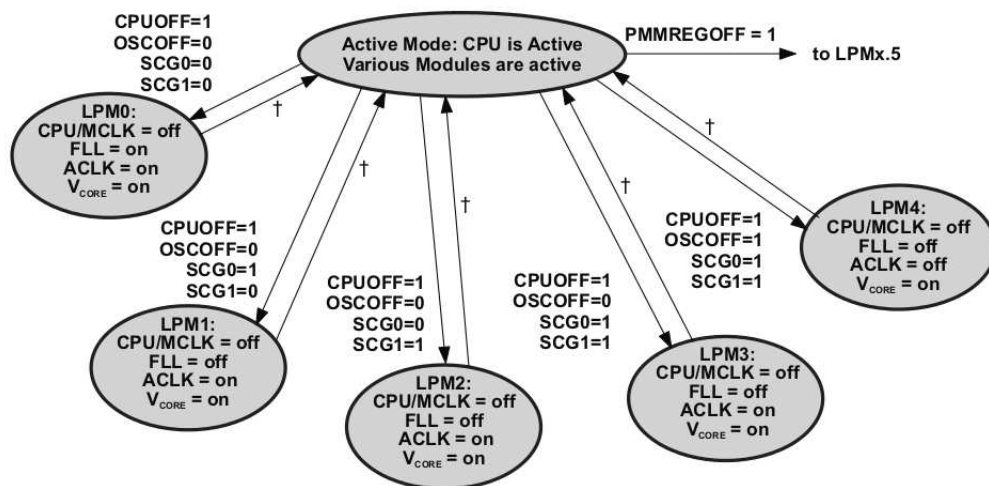 CPUOFF=1
OSCOFF=0
SCG0=0
SCG1=0
Active Mode: CPU is Active
Various Modules are active
PMMREGOFF = 1
to LPMx.5
†
†
†
†
†
LPM0:
CPU/MCLK = off
FLL = on
ACLK = on
VCORE = on
CPUOFF=1
OSCOFF=0
SCG0=1
SCG1=0
LPM1:
CPU/MCLK = off
FLL = off
ACLK = on
VCORE = on
CPUOFF=1
OSCOFF=0
SCG0=0
SCG1=1
LPM2:
CPU/MCLK = off
FLL = off
ACLK = on
VCORE = on
CPUOFF=1
OSCOFF=0
SCG0=1
SCG1=1
LPM3:
CPU/MCLK = off
FLL = off
ACLK = on
VCORE = on
CPUOFF=1
OSCOFF=1
SCG0=1
SCG1=1
LPM4:
CPU/MCLK = off
FLL = off
ACLK = off
VCORE = on